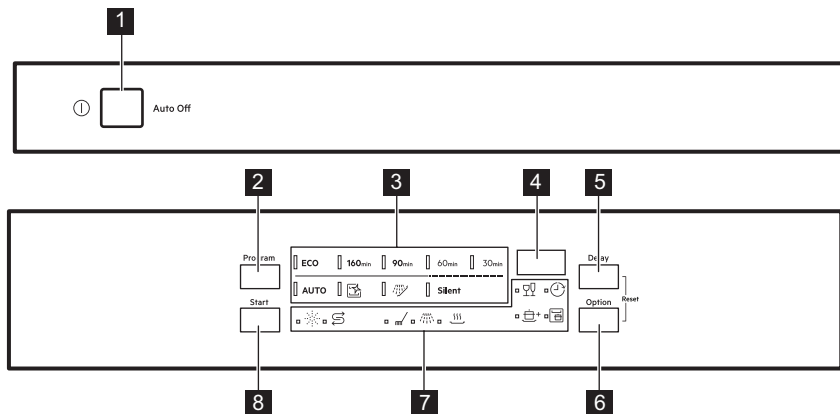 1
Auto Off
2
3
4
5
Program
ECO 160min 90min 60min 30min
Delay
AUTO Silent
Reset
Start
Option
8
7
6